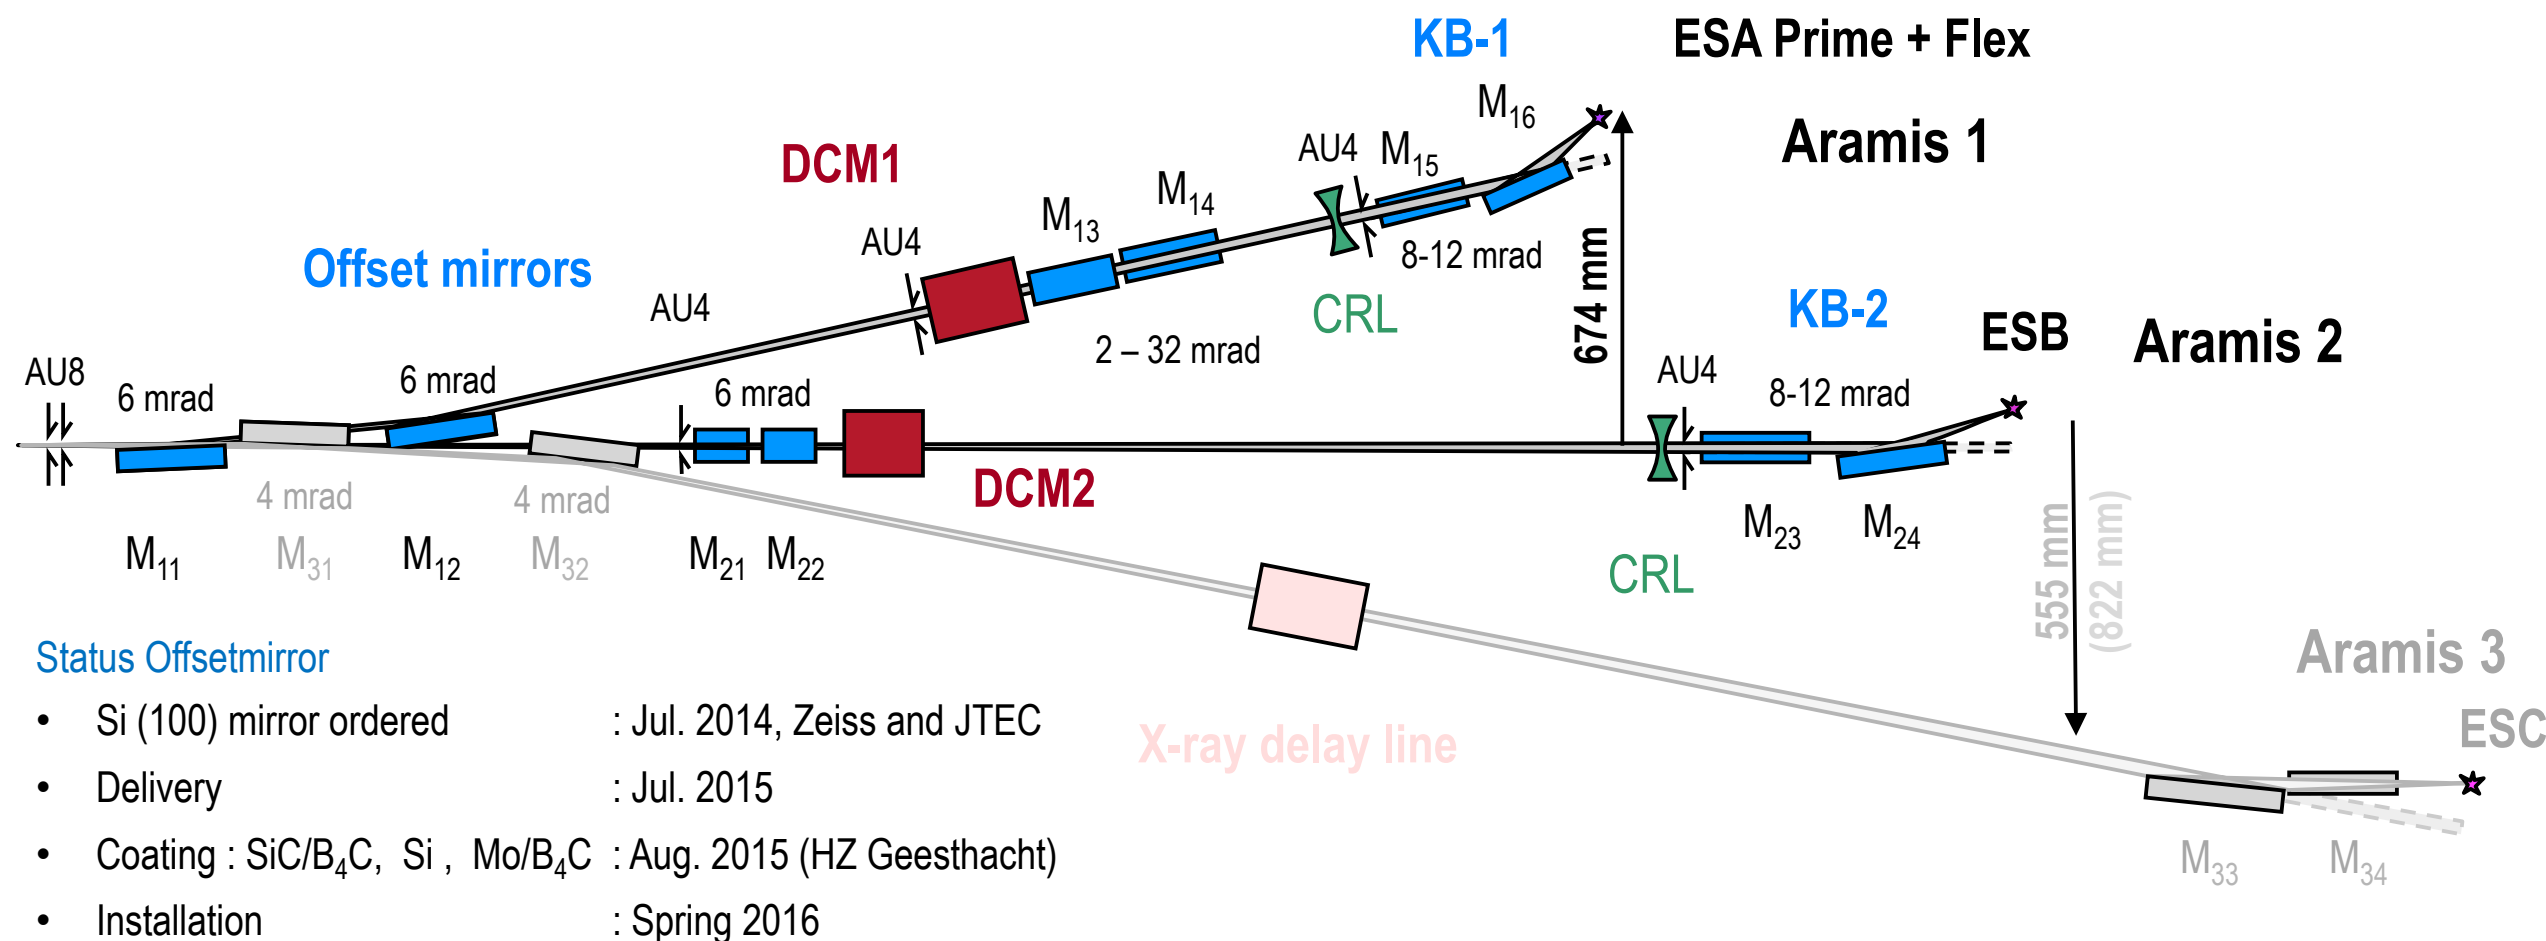 KB-1
ESA Prime + Flex
M16
Aramis 1
DCM1
AU4
M15
M14
M13
AU4
8-12 mrad
Offset mirrors
AU4
CRL
674 mm
KB-2
ESB
Aramis 2
2 – 32 mrad
AU8
6 mrad
6 mrad
6 mrad
AU4
8-12 mrad
4 mrad
4 mrad
DCM2
M11
M31
M12
M32
M21
M22
M23
M24
CRL
555 mm
(822 mm)
Aramis 3
ESC
X-ray delay line
M33
M34
Status Offsetmirror
• Si (100) mirror ordered : Jul. 2014, Zeiss and JTEC
• Delivery : Jul. 2015
• Coating : SiC/B4C, Si , Mo/B4C : Aug. 2015 (HZ Geesthacht)
• Installation : Spring 2016